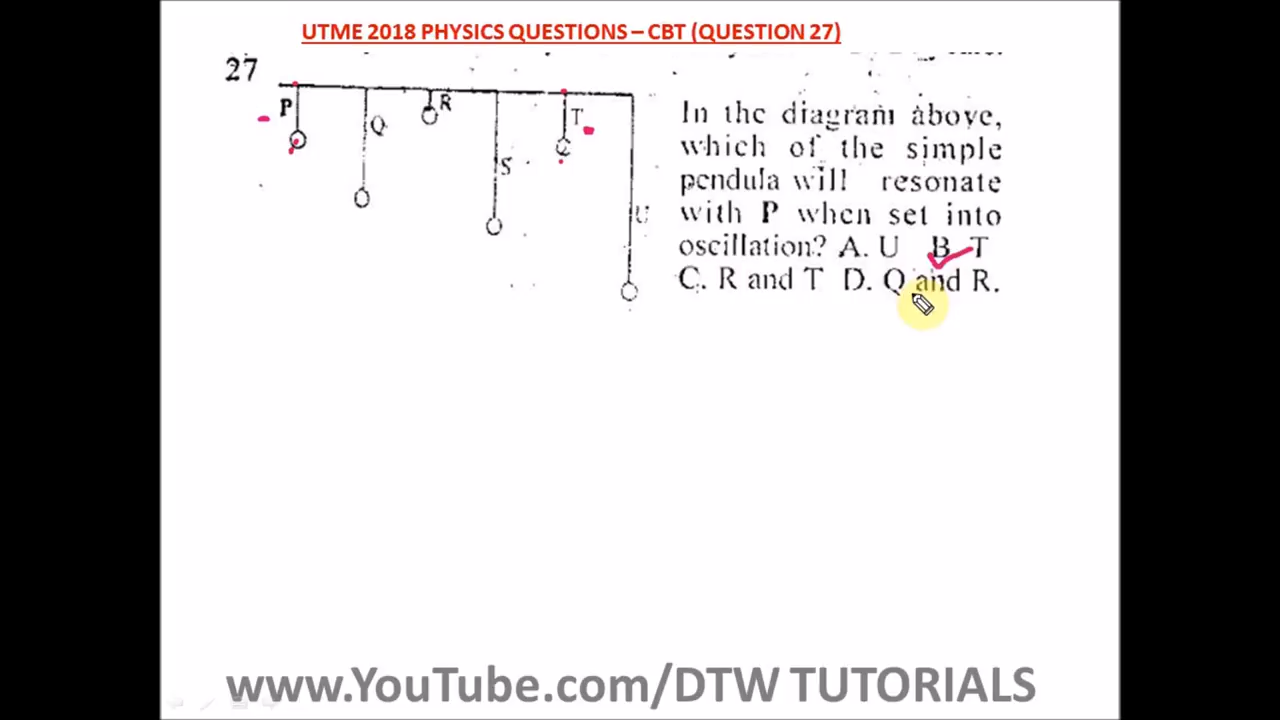 UTME 2018 PHYSICS QUESTIONS – CBT (QUESTION 27)
27
P
Q
R
S
T
U
In the diagram above,
which of the simple
pendula will resonate
with P when set into
oscillation? A. U B T
C. R and T D. Q and R.
www.YouTube.com/DTW TUTORIALS